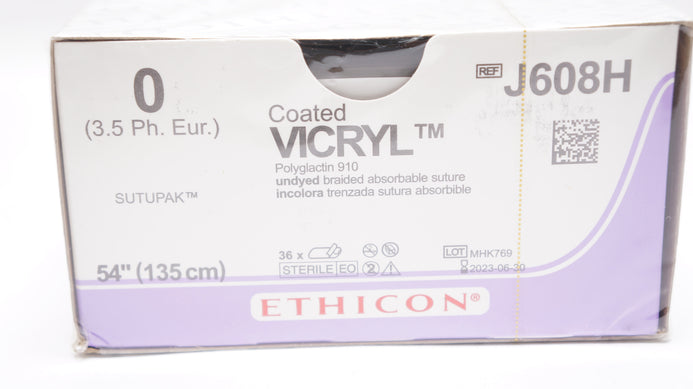 0
(3.5 Ph. Eur.)
SUTUPAK™
54" (135 cm)
Coated
VICRYL™
Polyglactin 910
undyed braided absorbable suture
incolora trenzada sutura absorbible
36 x
STERILE EO 2
REF J608H
LOT MHK769
2023-06-30
ETHICON®